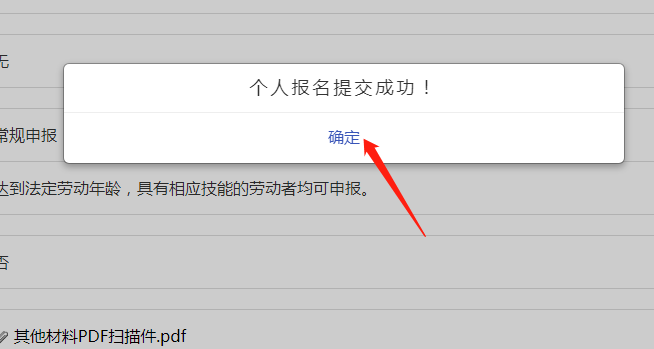 无
个人报名提交成功！
确定
常规申报
达到法定劳动年龄，具有相应技能的劳动者均可申报。
否
其他材料PDF扫描件.pdf